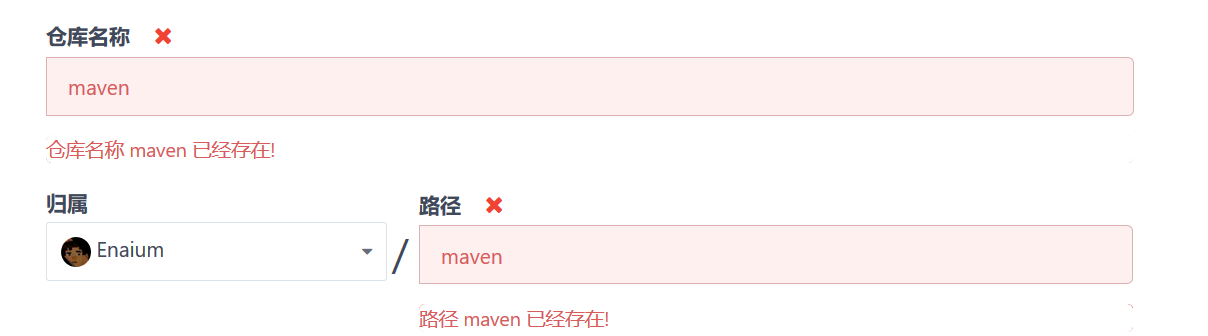 仓库名称
maven
仓库名称 maven 已经存在!
归属
路径
Enaium / maven
路径 maven 已经存在!